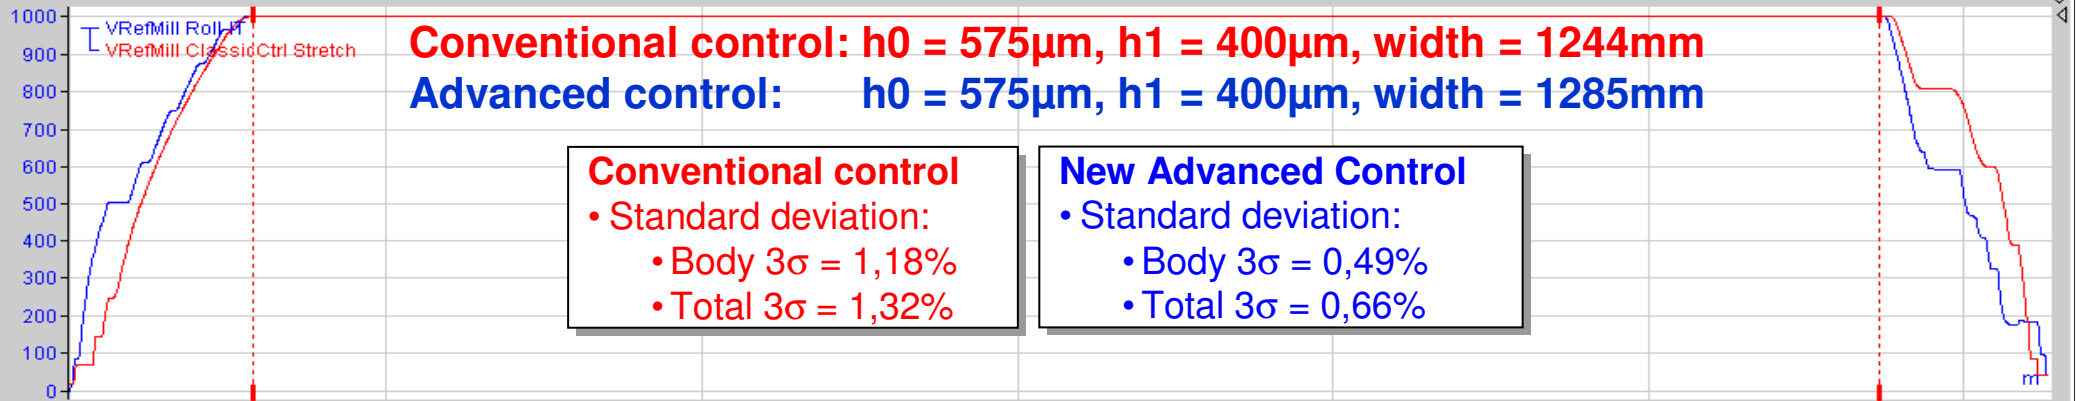 1000
900
800
700
600
500
400
300
200
100
0
VRefMill Roll-IT
VRefMill ClassicCtrl Stretch
Conventional control: h0 = 575µm, h1 = 400µm, width = 1244mm
Advanced control: h0 = 575µm, h1 = 400µm, width = 1285mm
Conventional control
• Standard deviation:
• Body 3σ = 1,18%
• Total 3σ = 1,32%
New Advanced Control
• Standard deviation:
• Body 3σ = 0,49%
• Total 3σ = 0,66%
m